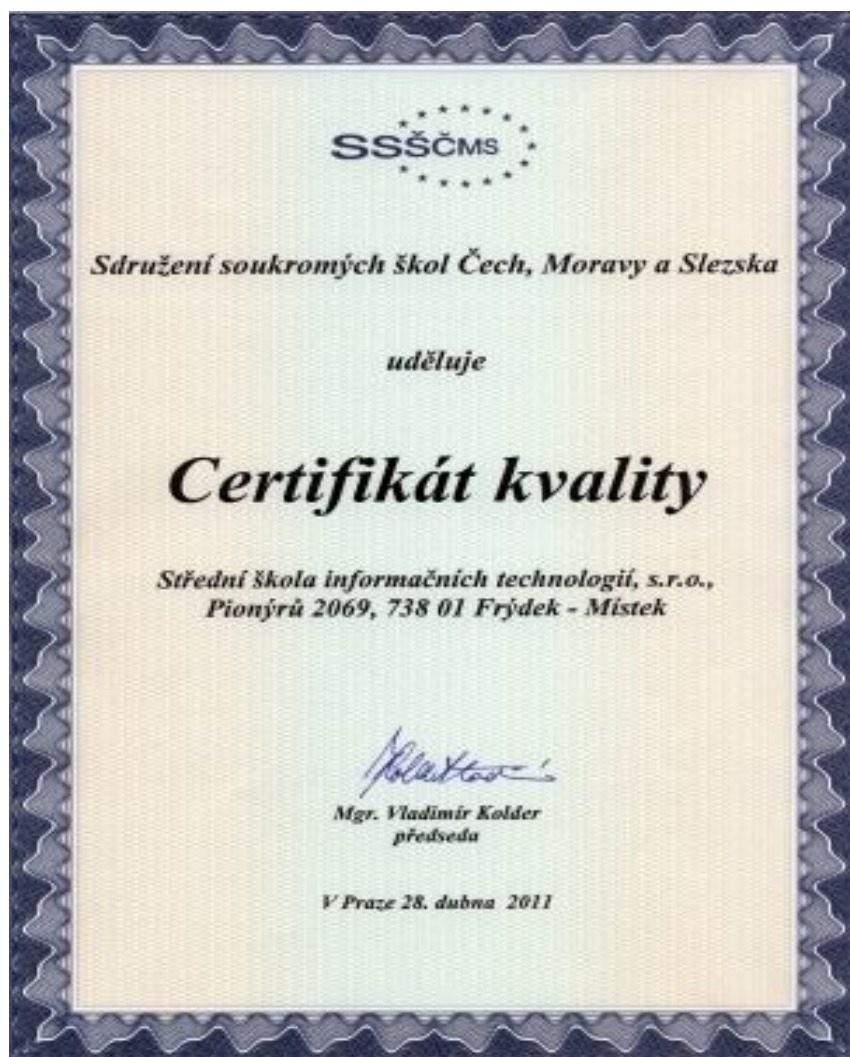 SSŠČMS
Sdružení soukromých škol Čech, Moravy a Slezska
uděluje
Certifikát kvality
Střední škola informačních technologií, s.r.o.,
Pionýrů 2069, 738 01 Frýdek - Místek
Mgr. Vladimír Kolder
předseda
V Praze 28. dubna 2011